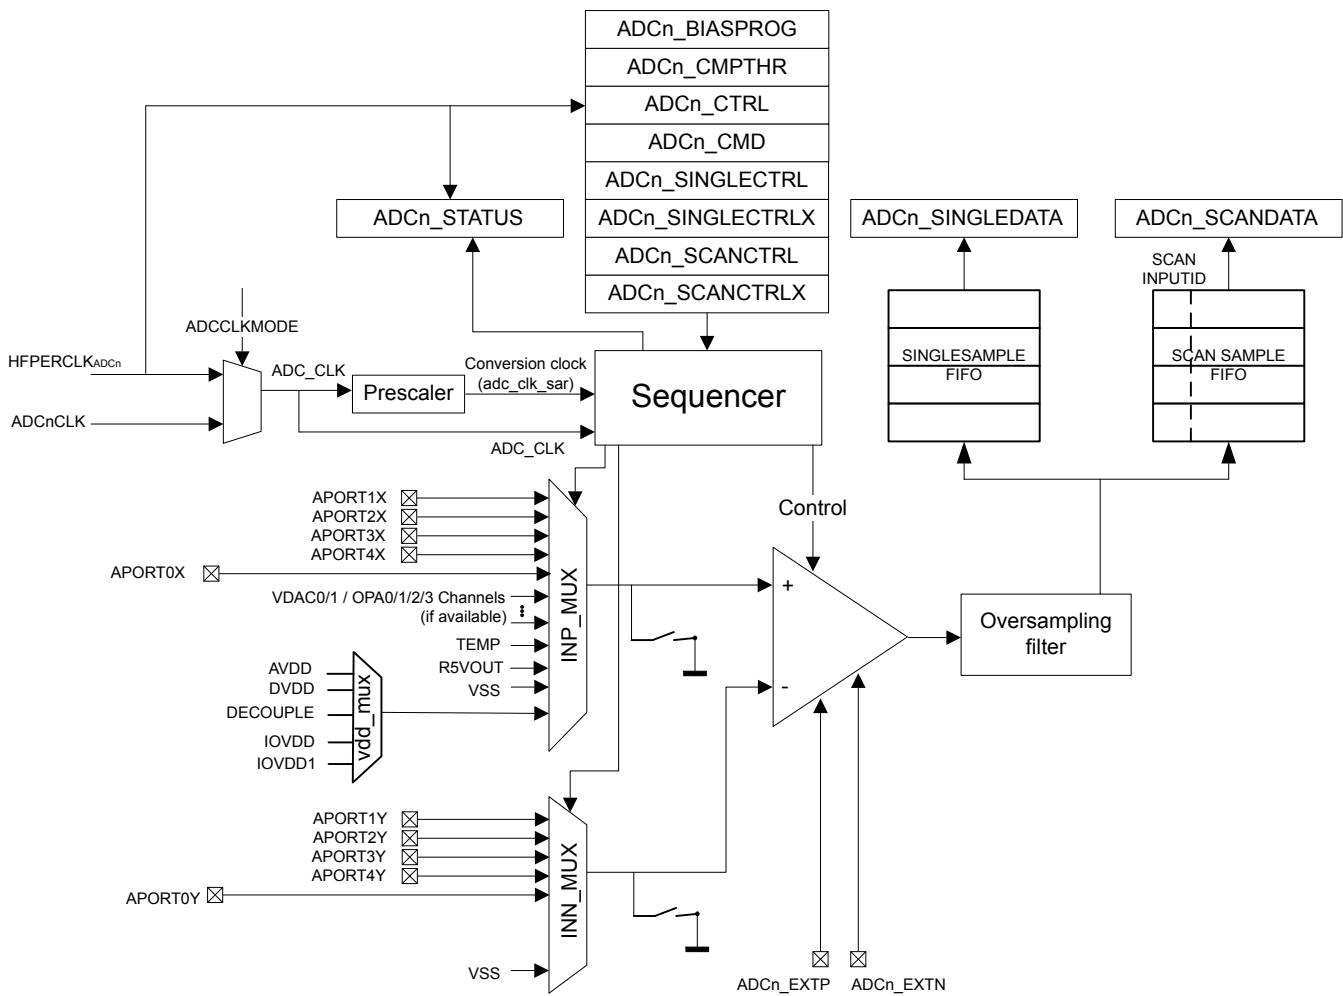 ADCn_BIASPROG
ADCn_CMPTHR
ADCn_CTRL
ADCn_CMD
ADCn_SINGLECTRL
ADCn_SINGLECTRLX
ADCn_SCANCTRL
ADCn_SCANCTRLX
ADCn_STATUS
ADCn_SINGLEDATA
ADCn_SCANDATA
SCAN
INPUTID
ADCCLKMODE
HFPERCLKADCn
ADCnCLK
ADC_CLK
Prescaler
Conversion clock
(adc_clk_sar)
ADC_CLK
Sequencer
SINGLESAMPLE
FIFO
SCAN SAMPLE
FIFO
Control
APORT1X
APORT2X
APORT3X
APORT4X
APORT0X
VDAC0/1 / OPA0/1/2/3 Channels
(if available)
TEMP
R5VOUT
VSS
INP_MUX
AVDD
DVDD
DECOUPLE
IOVDD
IOVDD1
vdd_mux
+
-
Oversampling
filter
APORT1Y
APORT2Y
APORT3Y
APORT4Y
APORT0Y
VSS
INN_MUX
ADCn_EXTP
ADCn_EXTN